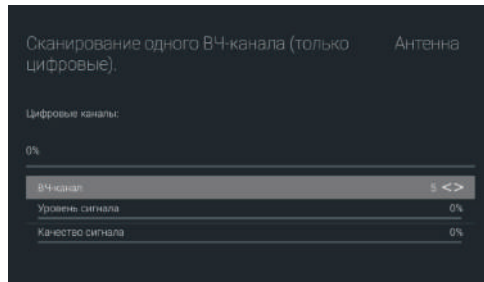 Сканирование одного ВЧ-канала (только Антенна
цифровые).
Цифровые каналы:
0%
ВЧ-канал 5 <>
Уровень сигнала 0%
Качество сигнала 0%